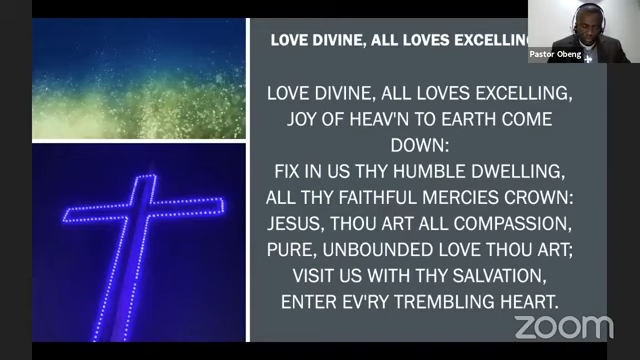 LOVE DIVINE, ALL LOVES EXCELLING
Pastor Obeng
LOVE DIVINE, ALL LOVES EXCELLING,
JOY OF HEAV'N TO EARTH COME
DOWN:
FIX IN US THY HUMBLE DWELLING,
ALL THY FAITHFUL MERCIES CROWN:
JESUS, THOU ART ALL COMPASSION,
PURE, UNBOUNDED LOVE THOU ART;
VISIT US WITH THY SALVATION,
ENTER EV'RY TREMBLING HEART.
zoom